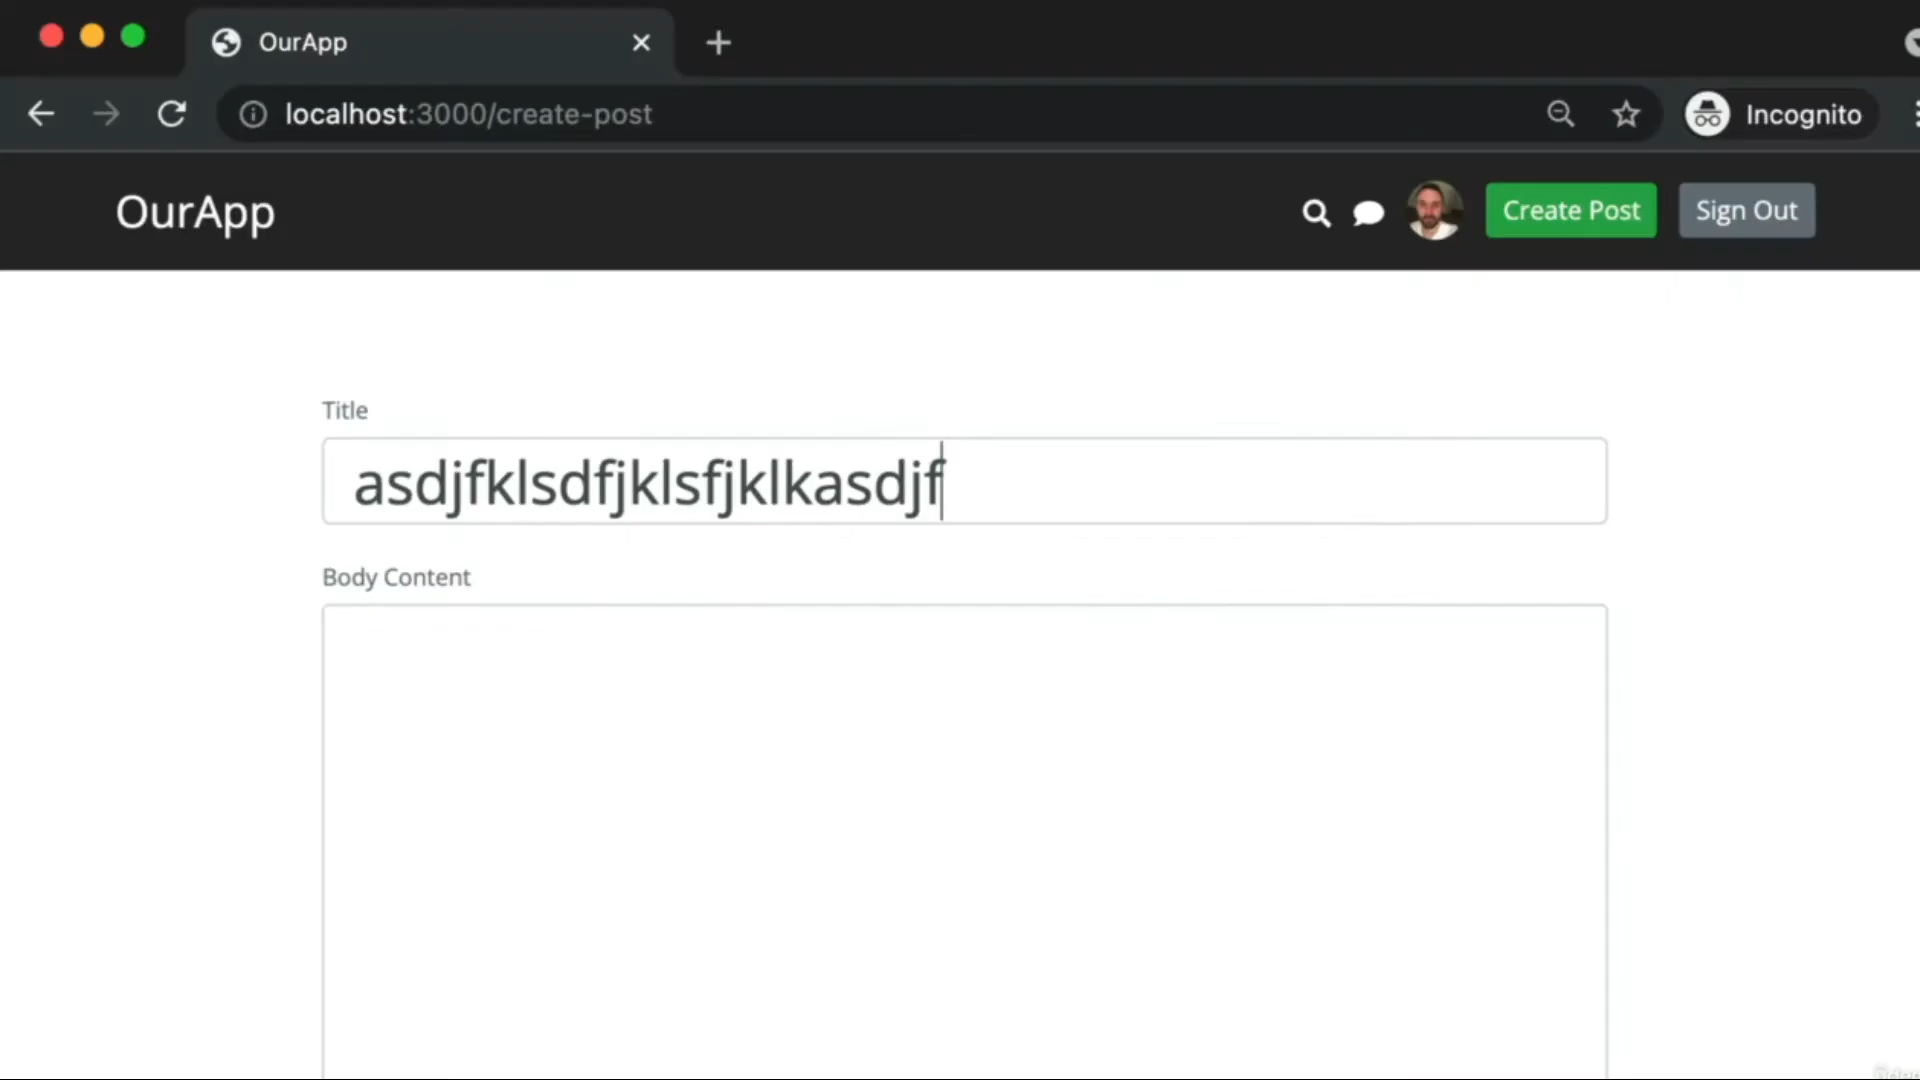 OurApp
localhost:3000/create-post
Incognito
OurApp
Create Post
Sign Out
Title
asdjfklsdfjklsfjklkasdjf
Body Content